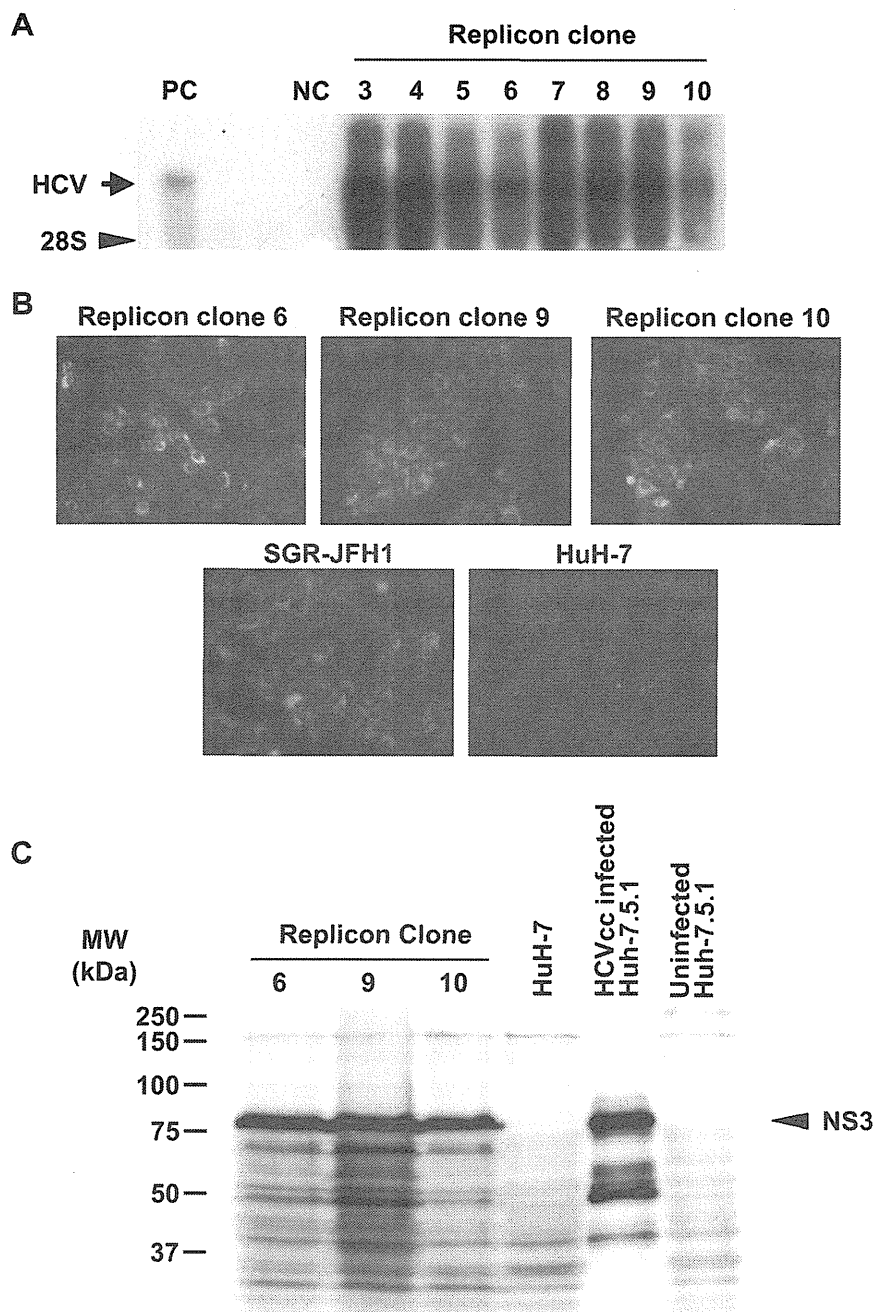 A
Replicon clone
PC NC 3 4 5 6 7 8 9 10
HCV
28S
B
Replicon clone 6 Replicon clone 9 Replicon clone 10
SGR-JFH1 HuH-7
C
MW
(kDa)
Replicon Clone
6 9 10
HuH-7
HCVcc infected
Huh-7.5.1
Uninfected
Huh-7.5.1
250
150
100
75
50
37
NS3